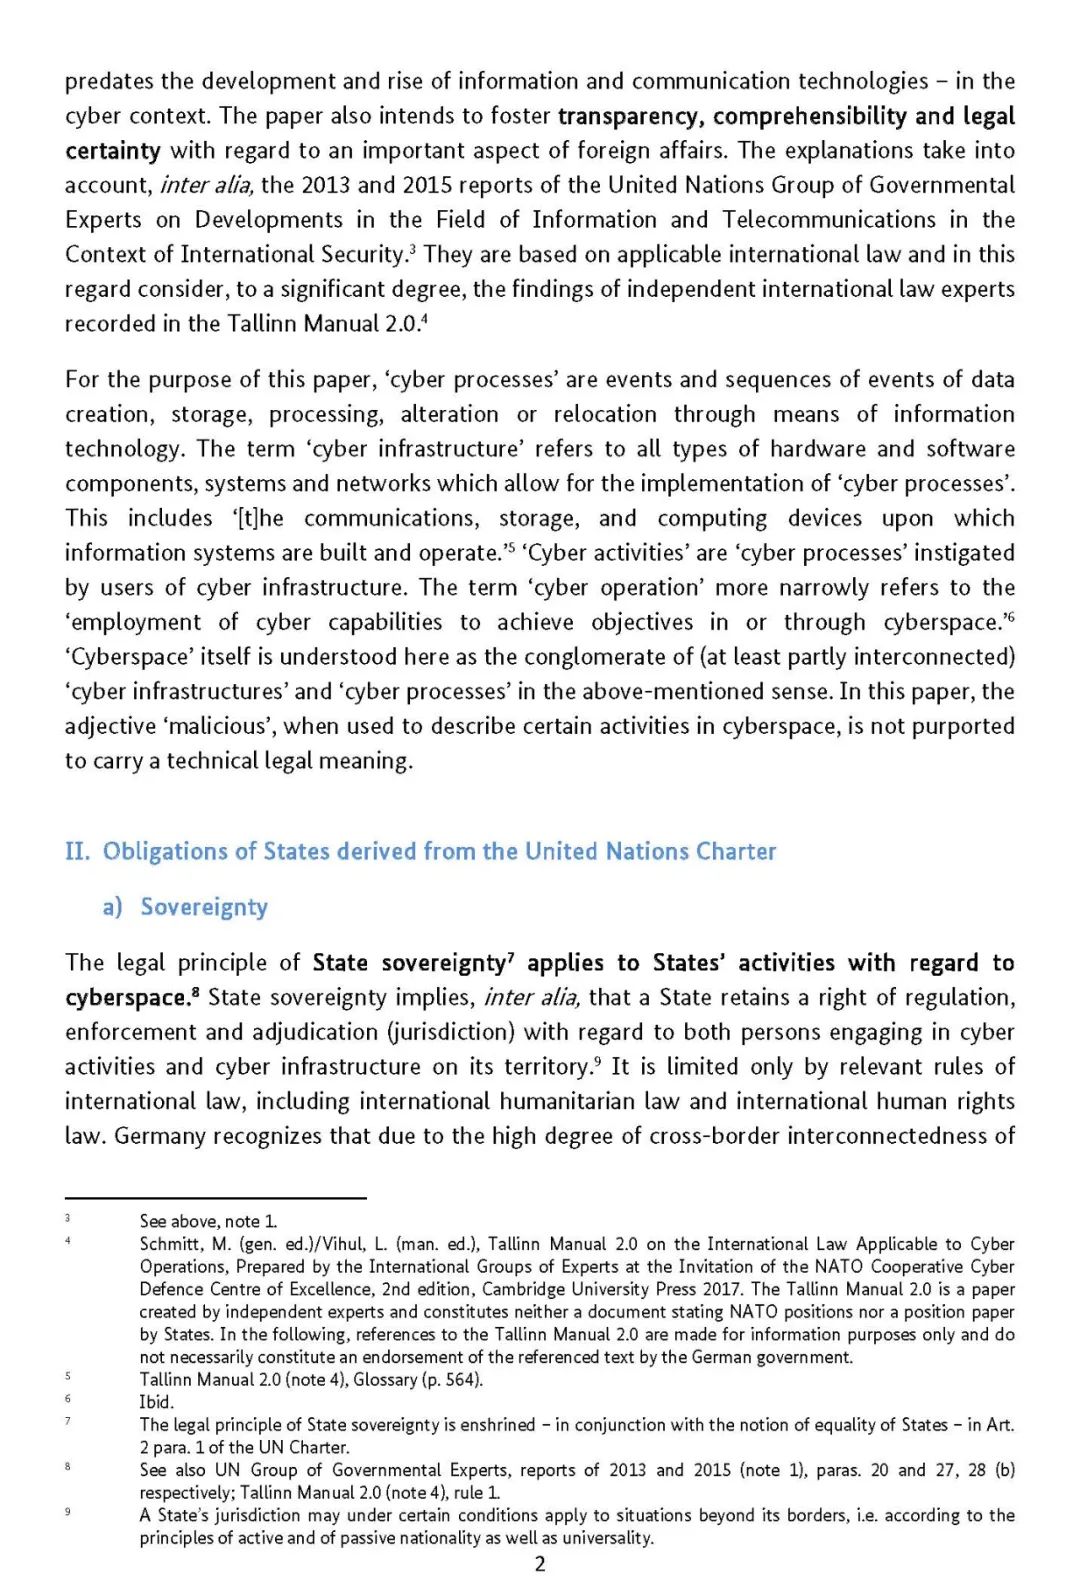 predates the development and rise of information and communication technologies – in the
cyber context. The paper also intends to foster transparency, comprehensibility and legal
certainty with regard to an important aspect of foreign affairs. The explanations take into
account, inter alia, the 2013 and 2015 reports of the United Nations Group of Governmental
Experts on Developments in the Field of Information and Telecommunications in the
Context of International Security.³ They are based on applicable international law and in this
regard consider, to a significant degree, the findings of independent international law experts
recorded in the Tallinn Manual 2.0.⁴
For the purpose of this paper, ‘cyber processes’ are events and sequences of events of data
creation, storage, processing, alteration or relocation through means of information
technology. The term ‘cyber infrastructure’ refers to all types of hardware and software
components, systems and networks which allow for the implementation of ‘cyber processes’.
This includes ‘[t]he communications, storage, and computing devices upon which
information systems are built and operate.’⁵ ‘Cyber activities’ are ‘cyber processes’ instigated
by users of cyber infrastructure. The term ‘cyber operation’ more narrowly refers to the
‘employment of cyber capabilities to achieve objectives in or through cyberspace.’⁶
‘Cyberspace’ itself is understood here as the conglomerate of (at least partly interconnected)
‘cyber infrastructures’ and ‘cyber processes’ in the above-mentioned sense. In this paper, the
adjective ‘malicious’, when used to describe certain activities in cyberspace, is not purported
to carry a technical legal meaning.
II. Obligations of States derived from the United Nations Charter
a) Sovereignty
The legal principle of State sovereignty⁷ applies to States’ activities with regard to
cyberspace.⁸ State sovereignty implies, inter alia, that a State retains a right of regulation,
enforcement and adjudication (jurisdiction) with regard to both persons engaging in cyber
activities and cyber infrastructure on its territory.⁹ It is limited only by relevant rules of
international law, including international humanitarian law and international human rights
law. Germany recognizes that due to the high degree of cross-border interconnectedness of
3 See above, note 1.
4 Schmitt, M. (gen. ed.)/Vihul, L. (man. ed.), Tallinn Manual 2.0 on the International Law Applicable to Cyber
Operations, Prepared by the International Groups of Experts at the Invitation of the NATO Cooperative Cyber
Defence Centre of Excellence, 2nd edition, Cambridge University Press 2017. The Tallinn Manual 2.0 is a paper
created by independent experts and constitutes neither a document stating NATO positions nor a position paper
by States. In the following, references to the Tallinn Manual 2.0 are made for information purposes only and do
not necessarily constitute an endorsement of the referenced text by the German government.
5 Tallinn Manual 2.0 (note 4), Glossary (p. 564).
6 Ibid.
7 The legal principle of State sovereignty is enshrined – in conjunction with the notion of equality of States – in Art.
2 para. 1 of the UN Charter.
8 See also UN Group of Governmental Experts, reports of 2013 and 2015 (note 1), paras. 20 and 27, 28 (b)
respectively; Tallinn Manual 2.0 (note 4), rule 1.
9 A State’s jurisdiction may under certain conditions apply to situations beyond its borders, i.e. according to the
principles of active and of passive nationality as well as universality.
2